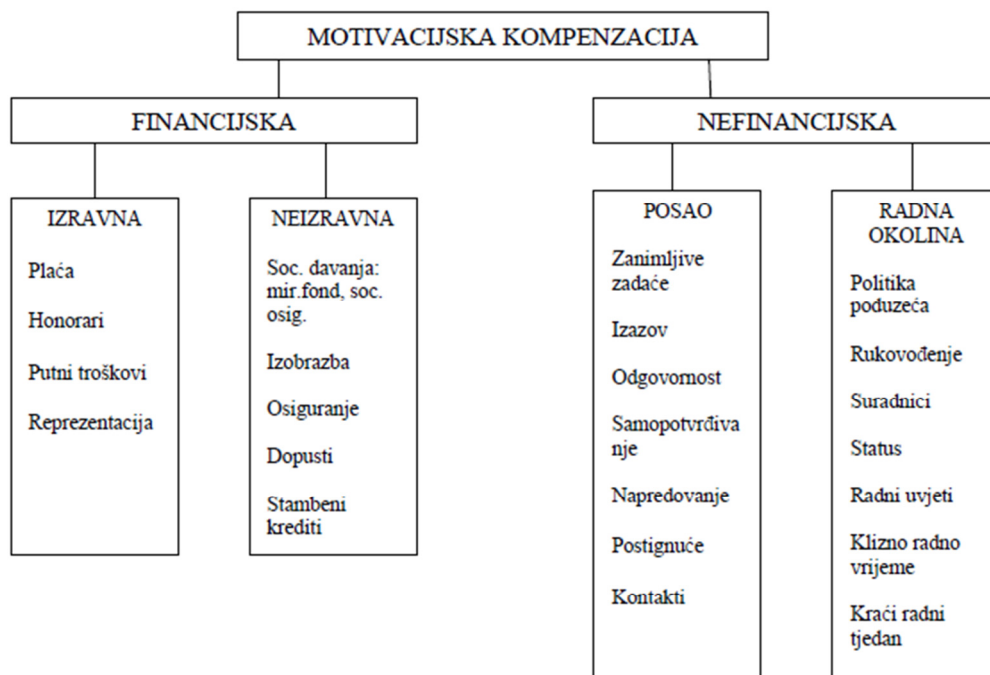 MOTIVACIJSKA KOMPENZACIJA
FINANCIJSKA
NEFINANCIJSKA
IZRAVNA
Plaća
Honorari
Putni troškovi
Reprezentacija
NEIZRAVNA
Soc. davanja:
mir.fond, soc.
osig.
Izobrazba
Osiguranje
Dopusti
Stambeni
krediti
POSAO
Zanimljive
zadaće
Izazov
Odgovornost
Samopotvrđiva
nje
Napredovanje
Postignuće
Kontakti
RADNA
OKOLINA
Politika
poduzeća
Rukovođenje
Suradnici
Status
Radni uvjeti
Klizno radno
vrijeme
Kraći radni
tjedan